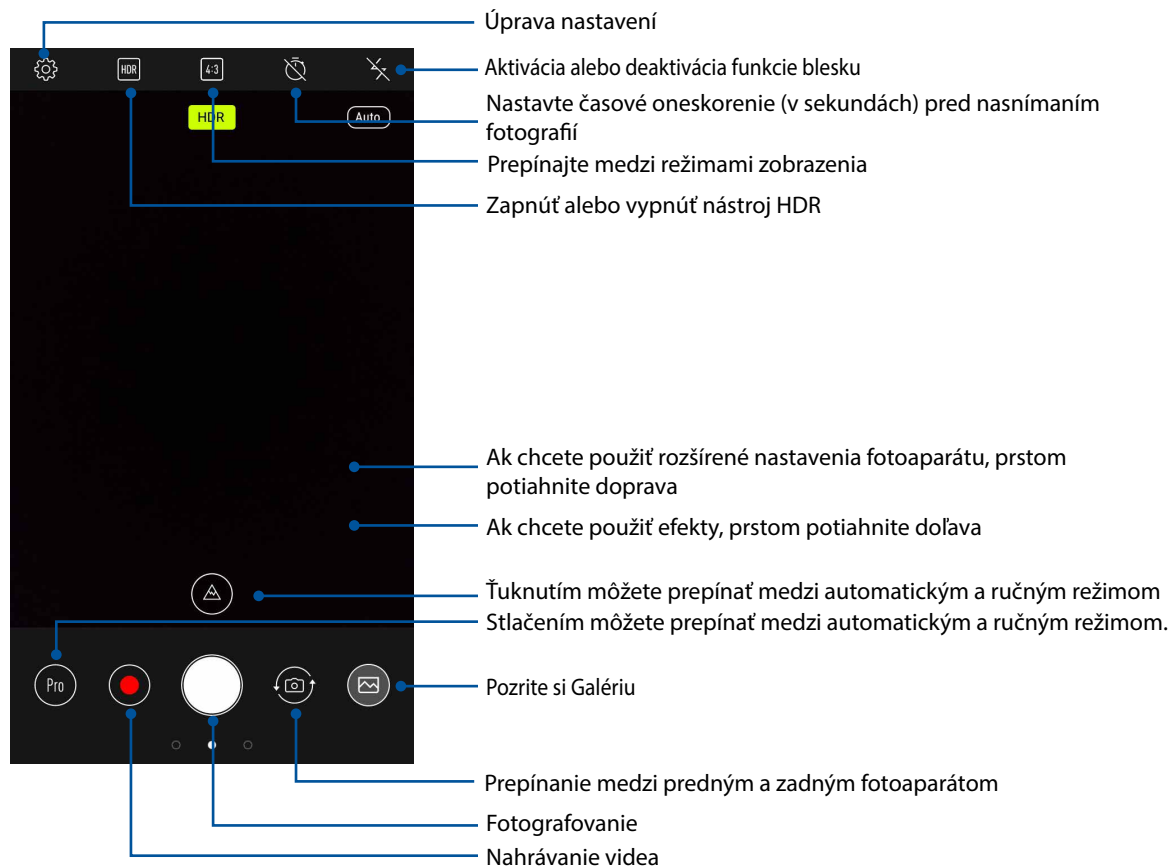 Úprava nastavení
HDR
4:3
Aktivácia alebo deaktivácia funkcie blesku
HDR
Auto
Nastavte časové oneskorenie (v sekundách) pred nasnímaním
fotografií
Prepínajte medzi režimami zobrazenia
Zapnúť alebo vypnúť nástroj HDR
Ak chcete použiť rozšírené nastavenia fotoaparátu, prstom
potiahnite doprava
Ak chcete použiť efekty, prstom potiahnite doľava
Ťuknutím môžete prepínať medzi automatickým a ručným režimom
Stlačením môžete prepínať medzi automatickým a ručným režimom.
Pro
Pozrite si Galériu
Prepínanie medzi predným a zadným fotoaparátom
Fotografovanie
Nahrávanie videa